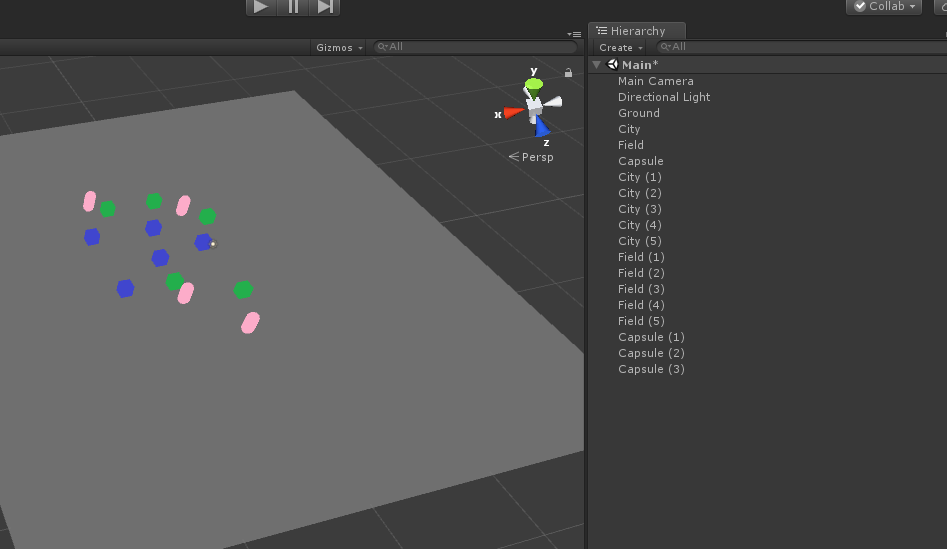 Collab
Hierarchy
Gizmos
All
Create
All
Main*
Main Camera
Directional Light
Ground
City
Field
Capsule
City (1)
City (2)
City (3)
City (4)
City (5)
Field (1)
Field (2)
Field (3)
Field (4)
Field (5)
Capsule (1)
Capsule (2)
Capsule (3)
y
x
z
Persp